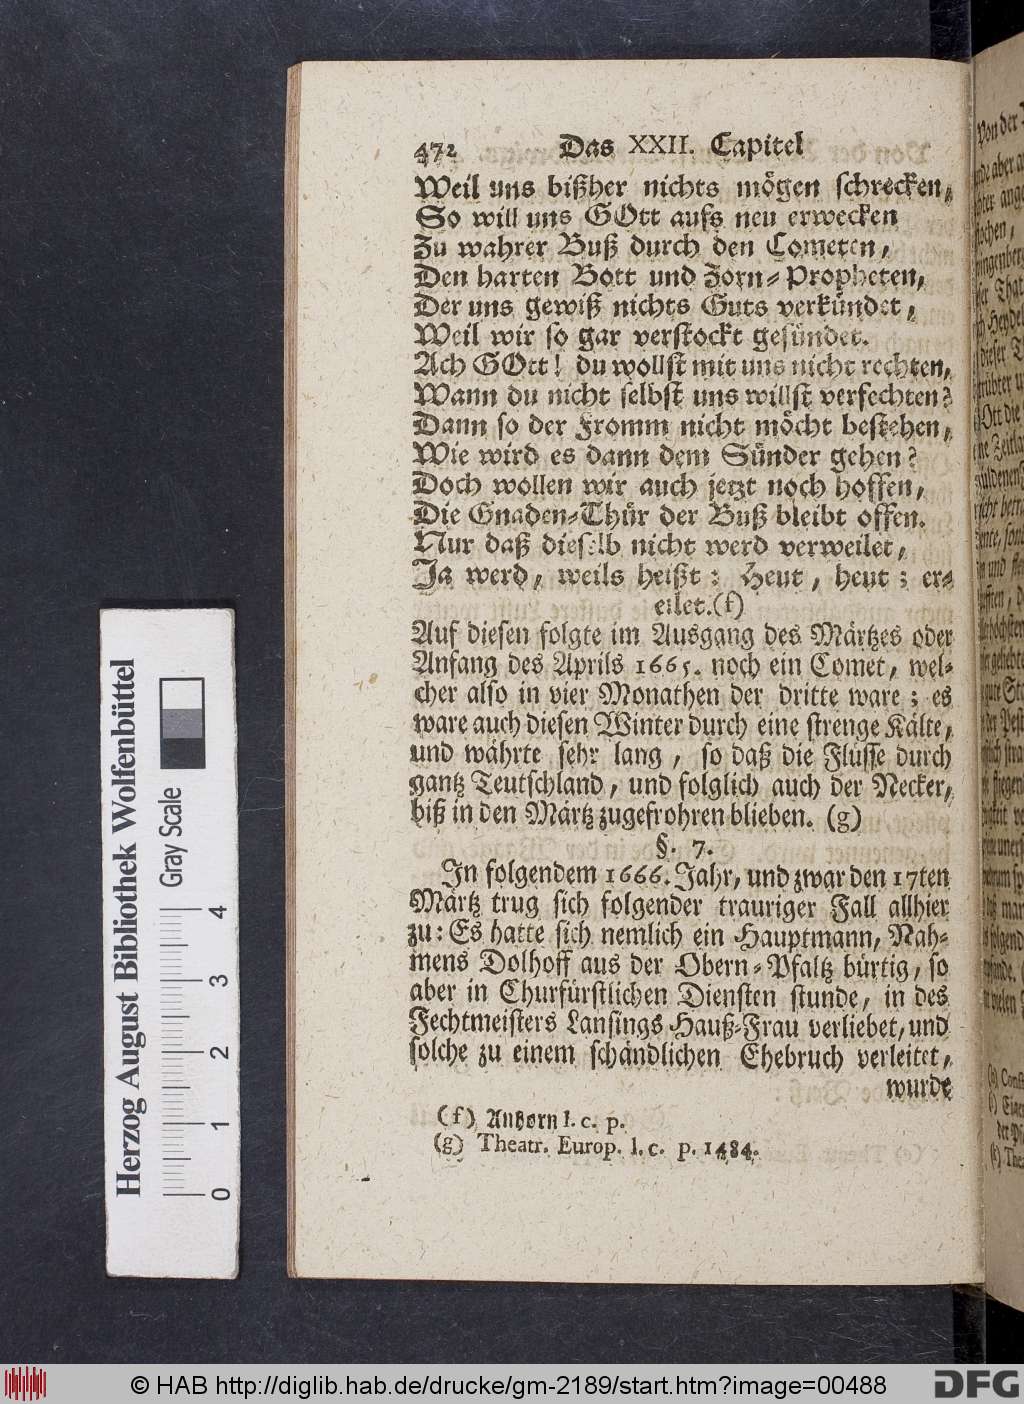 472 Das XXII. Capitel
Weil uns bißher nichts mögen schrecken,
So will uns GOtt aufs neu erwecken
Zu wahrer Buß durch den Cometen,
Den harten Bott und Zorn-Propheten,
Der uns gewiß nichts Guts verkündet,
Weil wir so gar verstockt gesündet.
Ach GOtt! du wollst mit uns nicht rechten,
Wann du nicht selbst uns willst verfechten?
Dann so der Fromm nicht möcht bestehen,
Wie wird es dann dem Sünder gehen?
Doch wollen wir auch jetzt noch hoffen,
Die Gnaden-Thür der Buß bleibt offen.
Nur daß dieselb nicht werd verweilet,
Ja werd, weils heißt: Heut, heut; er-
eilet.(f)
Auf diesen folgte im Ausgang des Märtzes oder
Anfang des Aprils 1665. noch ein Comet, wel-
cher also in vier Monathen der dritte ware; es
ware auch diesen Winter durch eine strenge Kälte,
und währte sehr lang, so daß die Flüsse durch
gantz Teutschland, und folglich auch der Necker,
biß in den Märtz zugefrohren blieben. (g)
§. 7.
In folgendem 1666. Jahr, und zwar den 17ten
Märtz trug sich folgender trauriger Fall allhier
zu: Es hatte sich nemlich ein Hauptmann, Nah-
mens Dolhoff aus der Obern-Pfaltz bürtig, so
aber in Churfürstlichen Diensten stunde, in des
Fechtmeisters Lansings Hauß-Frau verliebet, und
solche zu einem schändlichen Ehebruch verleitet,
wurde
(f) Anhorn l. c. p.
(g) Theatr. Europ. l. c. p. 1484.
Herzog August Bibliothek Wolfenbüttel
Gray Scale
0 1 2 3 4
© HAB http://diglib.hab.de/drucke/gm-2189/start.htm?image=00488
DFG